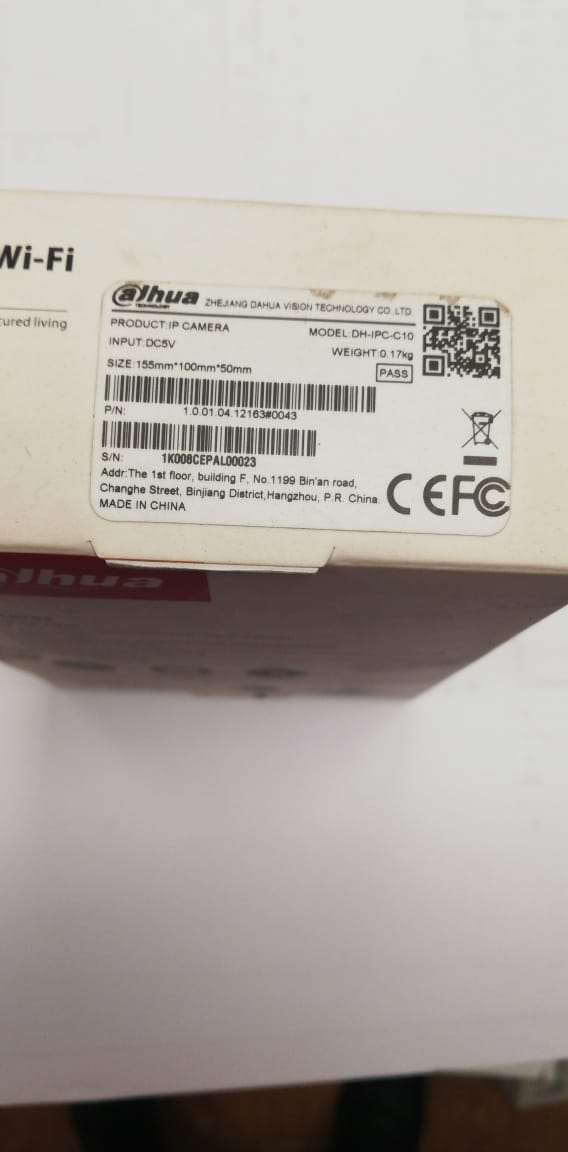 Wi-Fi
cured living
alhua
TECHNOLOGY
ZHEJIANG DAHUA VISION TECHNOLOGY CO.,LTD.
PRODUCT:IP CAMERA
MODEL:DH-IPC-C10
INPUT:DC5V
WEIGHT:0.17kg
SIZE:155mm*100mm*50mm
PASS
P/N: 1.0.01.04.12163#0043
S/N: 1K008CEPAL00023
Addr:The 1st floor, building F, No.1199 Bin'an road,
Changhe Street, Binjiang District,Hangzhou, P.R. China.
MADE IN CHINA
CE FC
alhua